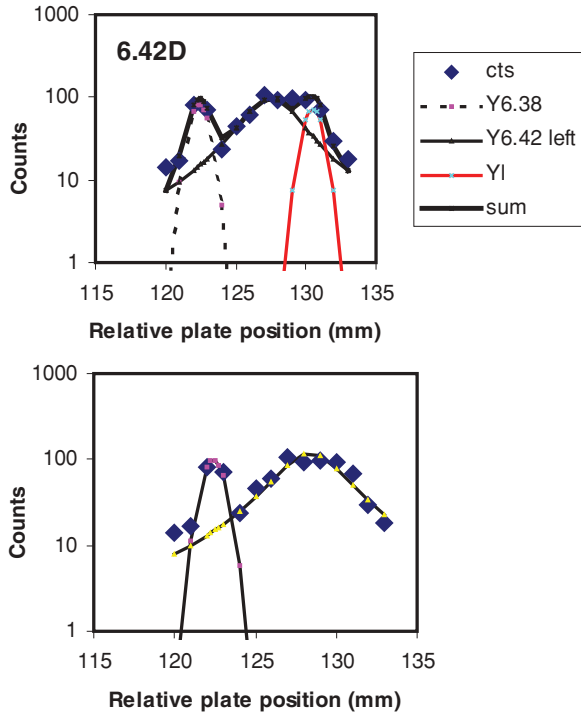 1000
6.42D
100
Counts
10
1
115
120
125
130
135
Relative plate position (mm)
cts
Y6.38
Y6.42 left
Yl
sum
1000
100
Counts
10
1
115
120
125
130
135
Relative plate position (mm)